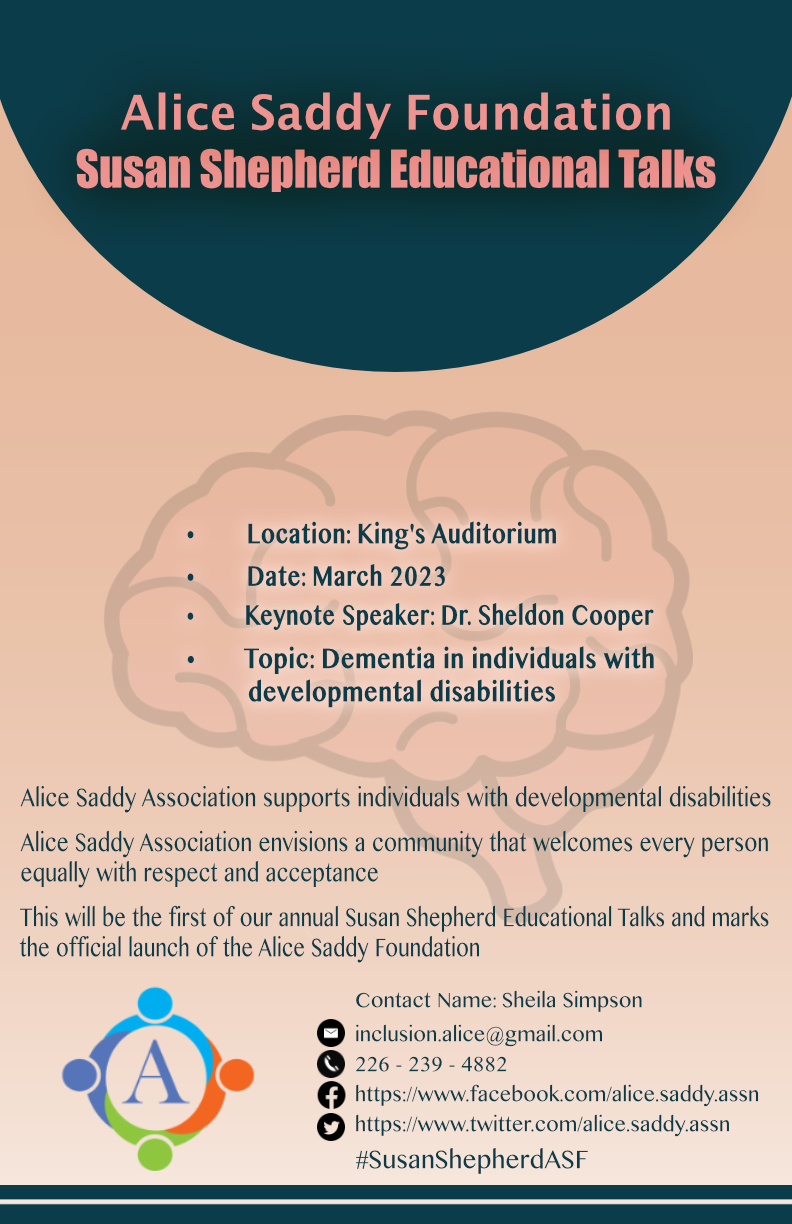 Alice Saddy Foundation
Susan Shepherd Educational Talks
• Location: King's Auditorium
• Date: March 2023
• Keynote Speaker: Dr. Sheldon Cooper
• Topic: Dementia in individuals with
developmental disabilities
Alice Saddy Association supports individuals with developmental disabilities
Alice Saddy Association envisions a community that welcomes every person
equally with respect and acceptance
This will be the first of our annual Susan Shepherd Educational Talks and marks
the official launch of the Alice Saddy Foundation
A
Contact Name: Sheila Simpson
inclusion.alice@gmail.com
226 - 239 - 4882
https://www.facebook.com/alice.saddy.assn
https://www.twitter.com/alice.saddy.assn
#SusanShepherdASF